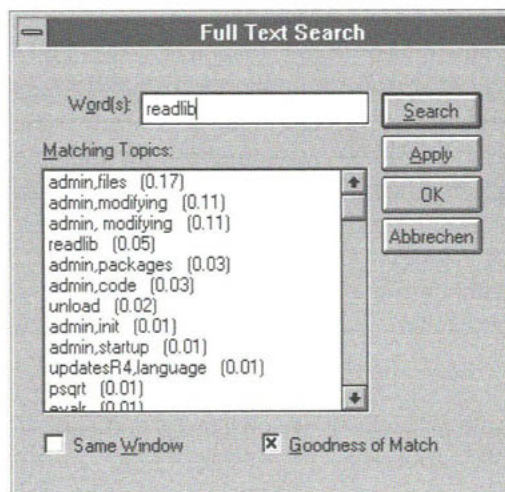 Full Text Search
Word(s): readlib
Search
Matching Topics:
Apply
OK
Abbrechen
admin,files (0.17)
admin,modifying (0.11)
admin, modifying (0.11)
readlib (0.05)
admin,packages (0.03)
admin,code (0.03)
unload (0.02)
admin,init (0.01)
admin,startup (0.01)
updatesR4,language (0.01)
psqrt (0.01)
evalr (0.01)
Same Window
Goodness of Match